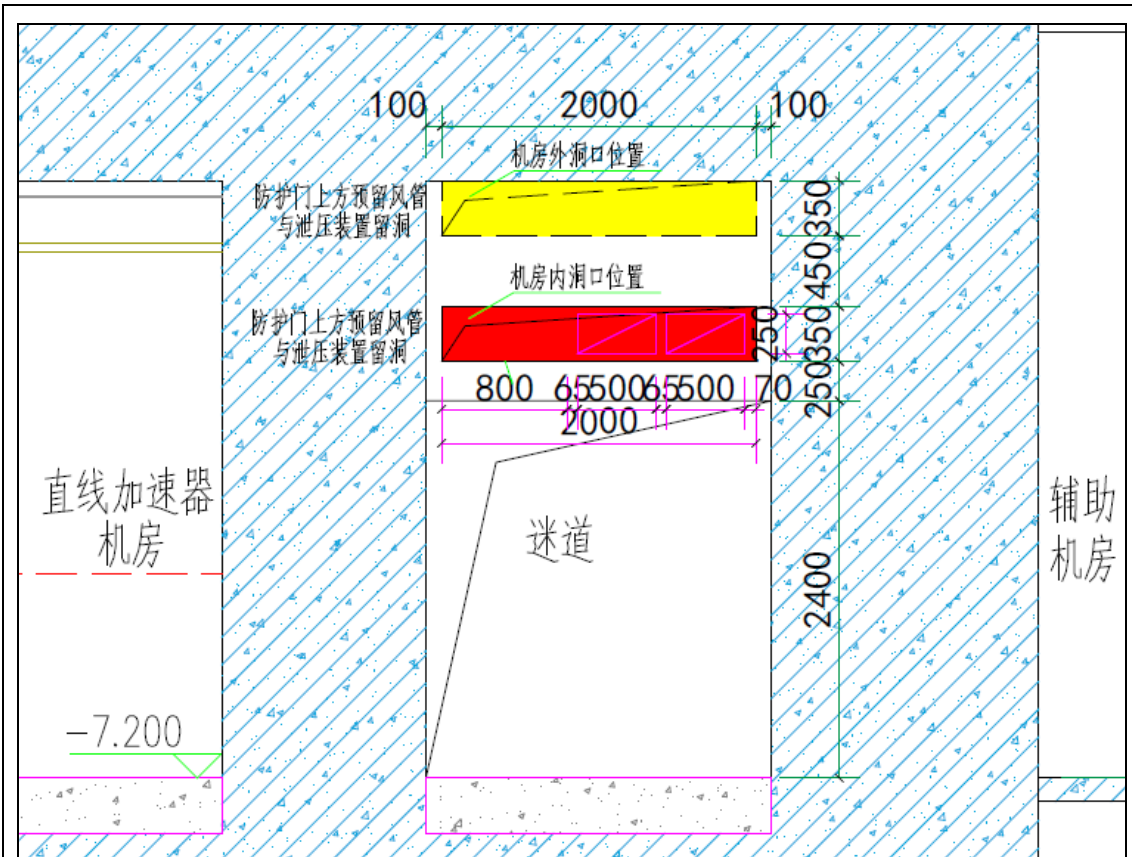 100 2000 100
机房外洞口位置
防护门上方预留风管
与泄压装置留洞
350
450
机房内洞口位置
防护门上方预留风管
与泄压装置留洞
250
350
250
800 65 500 65 500 70
2000
直线加速器
机房
迷道
辅助
机房
2400
-7.200